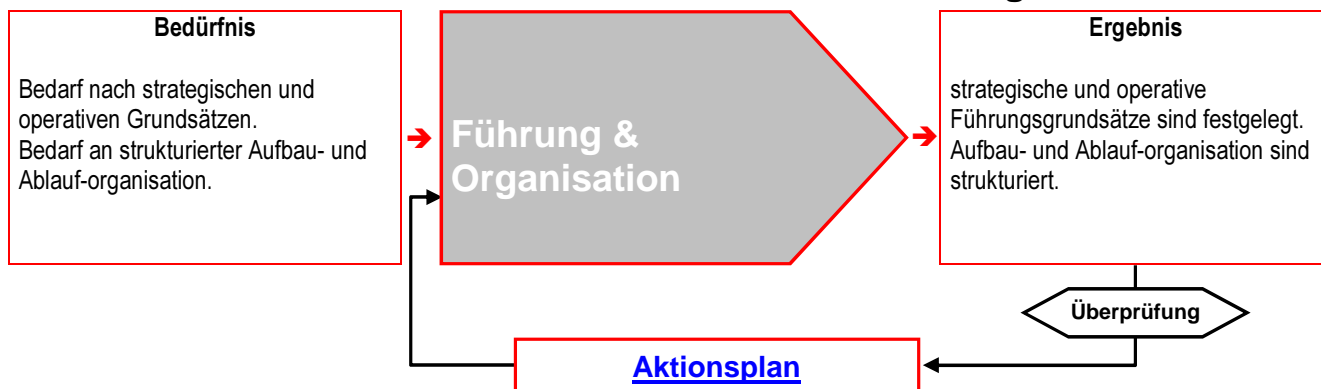 Bedürfnis
Bedarf nach strategischen und
operativen Grundsätzen.
Bedarf an strukturierter Aufbau- und
Ablauf-organisation.
Führung &
Organisation
Ergebnis
strategische und operative
Führungsgrundsätze sind festgelegt.
Aufbau- und Ablauf-organisation sind
strukturiert.
Überprüfung
Aktionsplan